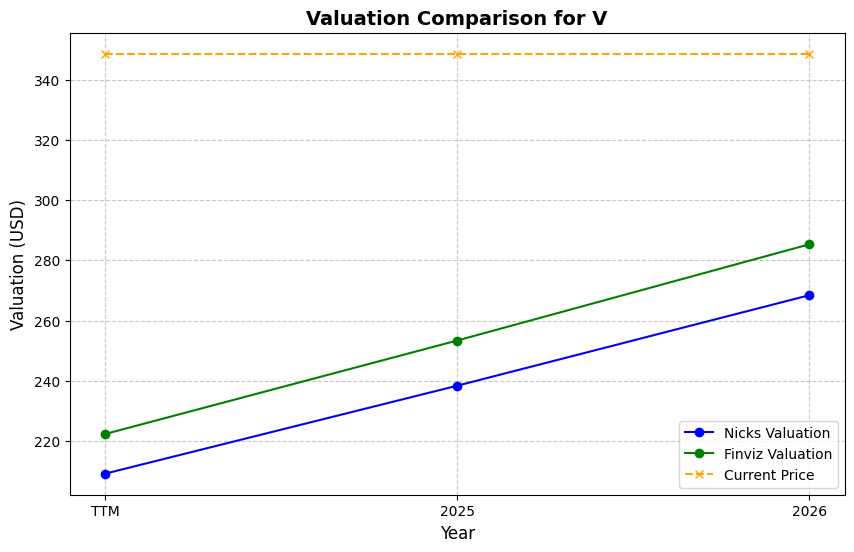 Valuation Comparison for V
Valuation (USD)
340
320
300
280
260
240
220
TTM
2025
2026
Year
Nicks Valuation
Finviz Valuation
Current Price